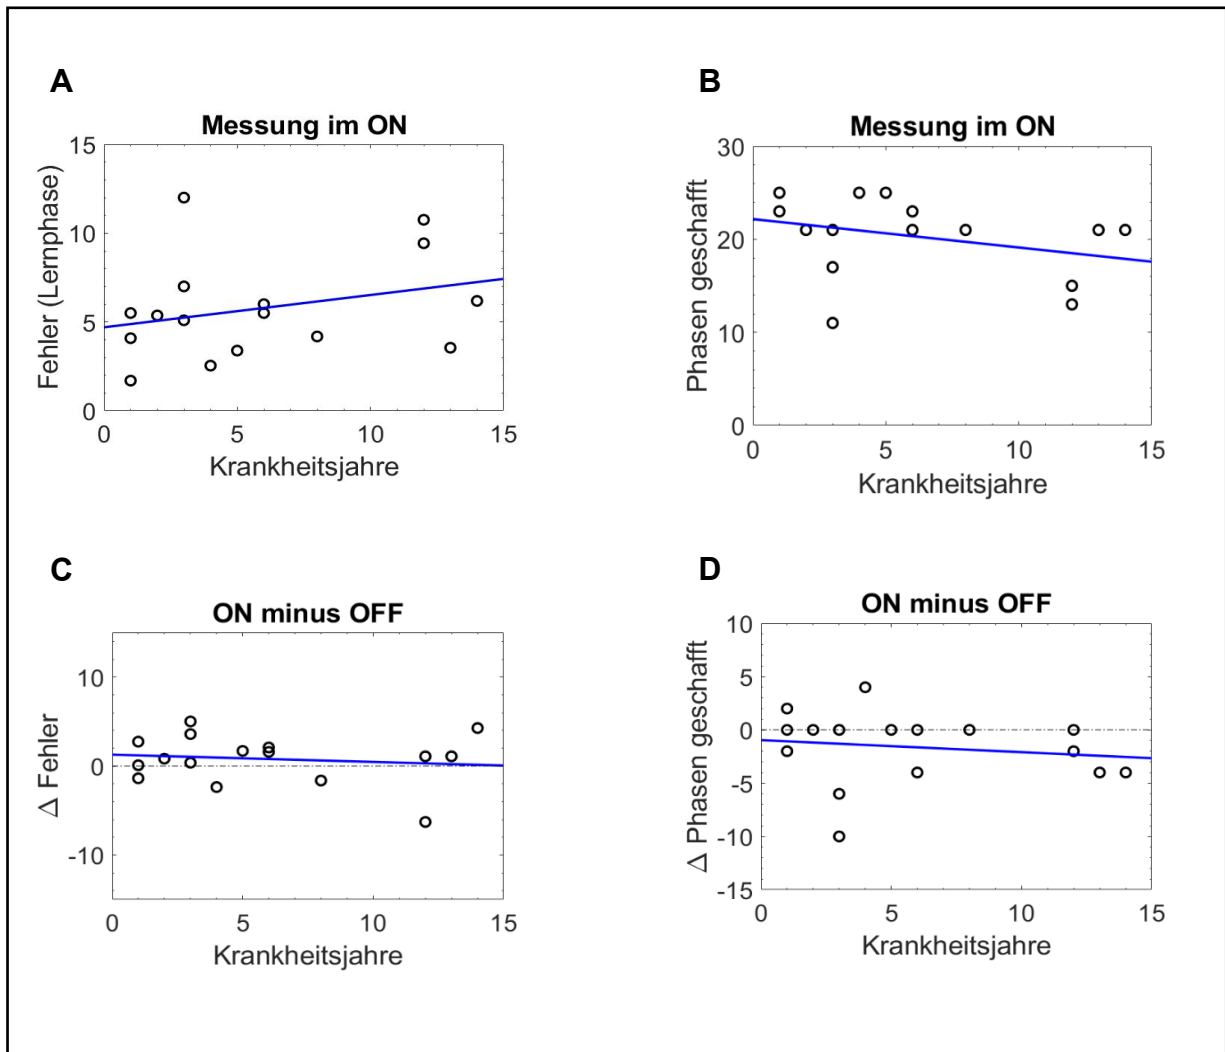 A
Messung im ON
Fehler (Lernphase)
15
10
5
0
0 5 10 15
Krankheitsjahre
B
Messung im ON
Phasen geschafft
30
20
10
0
0 5 10 15
Krankheitsjahre
C
ON minus OFF
Δ Fehler
10
0
-10
0 5 10 15
Krankheitsjahre
D
ON minus OFF
Δ Phasen geschafft
10
5
0
-5
-10
-15
0 5 10 15
Krankheitsjahre